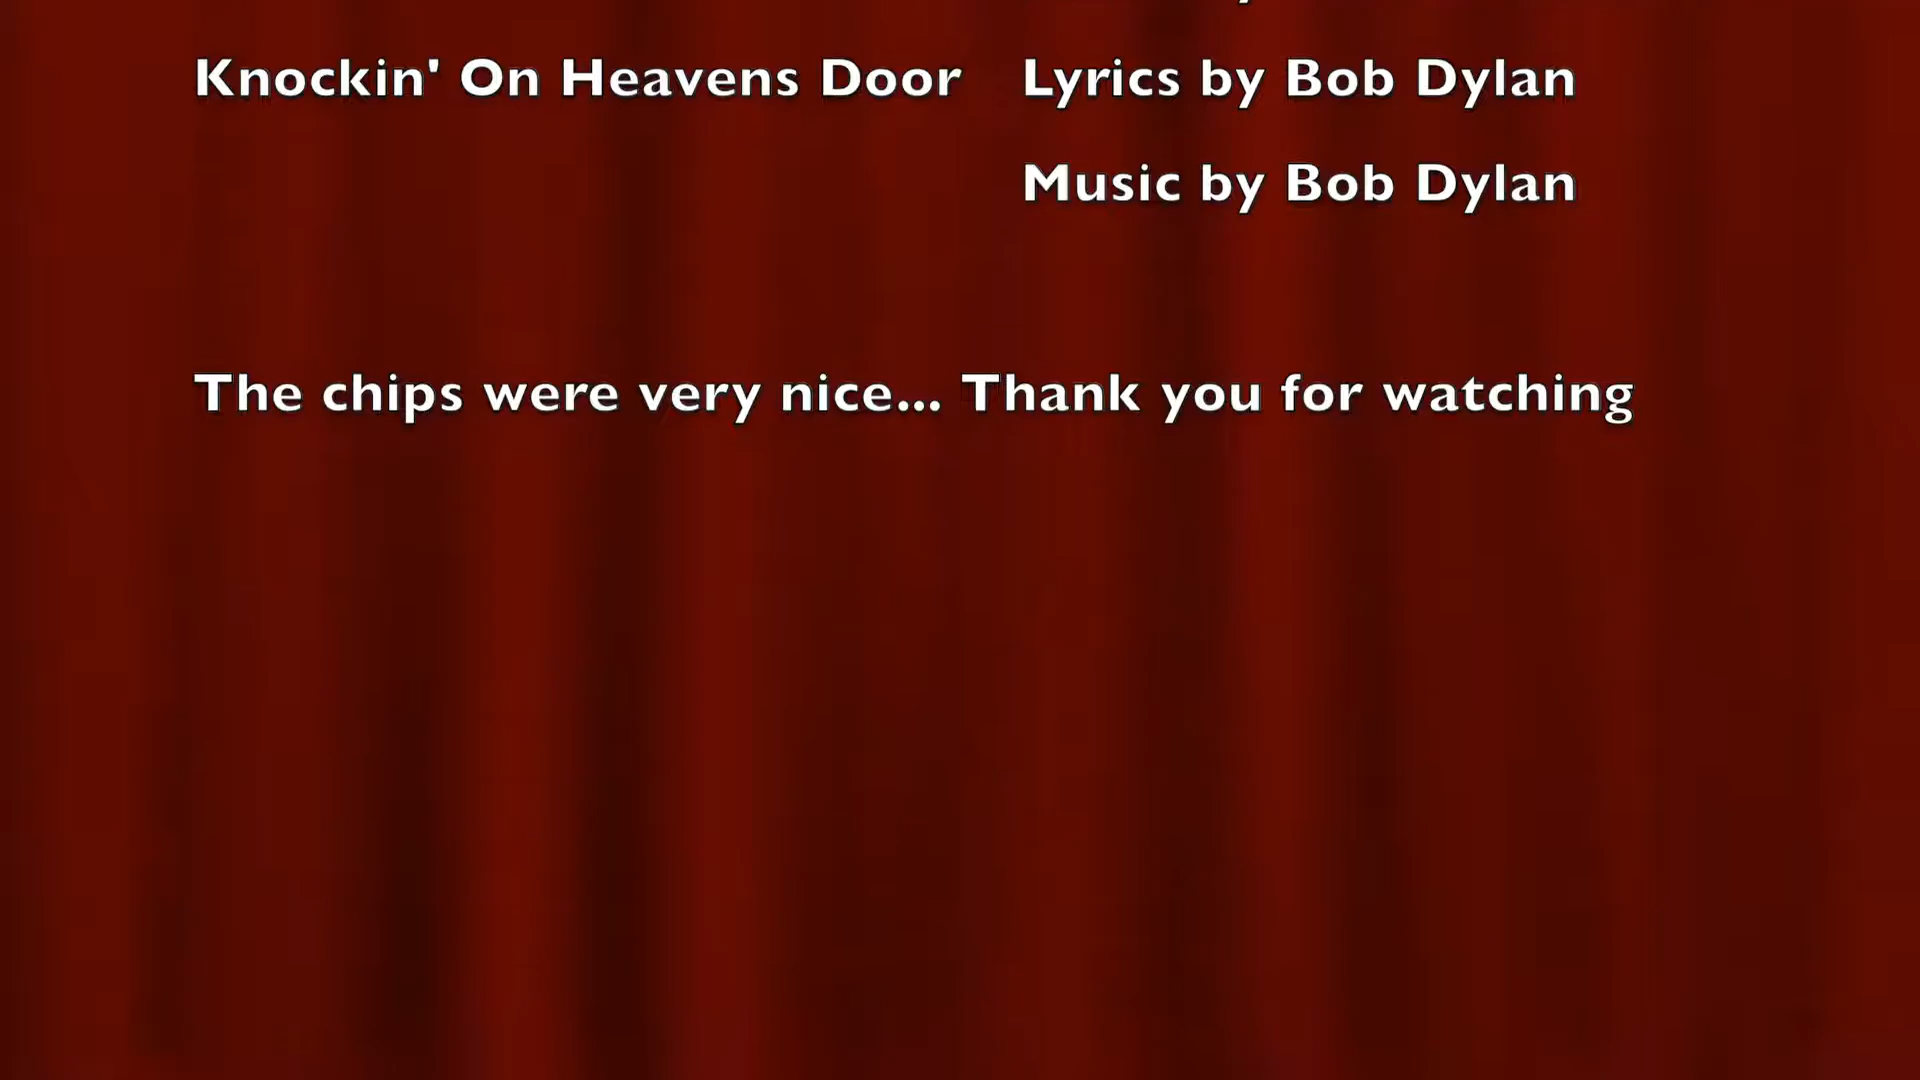 Knockin' On Heavens Door Lyrics by Bob Dylan
Music by Bob Dylan
The chips were very nice... Thank you for watching